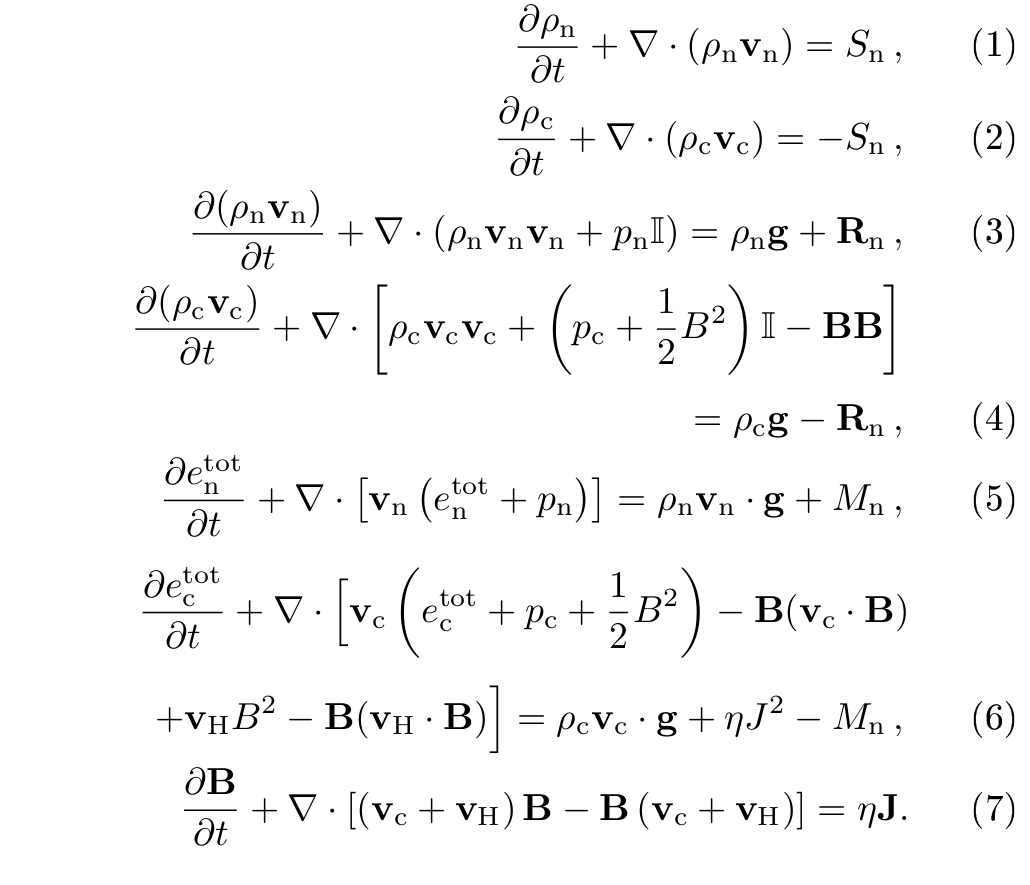 \frac{\partial \rho_{\rm n}}{\partial t} + \nabla \cdot (\rho_{\rm n} \mathbf{v}_{\rm n}) = S_{\rm n} \,, \quad (1)
\frac{\partial \rho_{\rm c}}{\partial t} + \nabla \cdot (\rho_{\rm c} \mathbf{v}_{\rm c}) = -S_{\rm n} \,, \quad (2)
\frac{\partial (\rho_{\rm n} \mathbf{v}_{\rm n})}{\partial t} + \nabla \cdot (\rho_{\rm n} \mathbf{v}_{\rm n} \mathbf{v}_{\rm n} + p_{\rm n} \mathbb{I}) = \rho_{\rm n} \mathbf{g} + \mathbf{R}_{\rm n} \,, \quad (3)
\frac{\partial (\rho_{\rm c} \mathbf{v}_{\rm c})}{\partial t} + \nabla \cdot \left[ \rho_{\rm c} \mathbf{v}_{\rm c} \mathbf{v}_{\rm c} + \left( p_{\rm c} + \frac{1}{2} B^2 \right) \mathbb{I} - \mathbf{B} \mathbf{B} \right]
= \rho_{\rm c} \mathbf{g} - \mathbf{R}_{\rm n} \,, \quad (4)
\frac{\partial e_{\rm n}^{\rm tot}}{\partial t} + \nabla \cdot \left[ \mathbf{v}_{\rm n} \left( e_{\rm n}^{\rm tot} + p_{\rm n} \right) \right] = \rho_{\rm n} \mathbf{v}_{\rm n} \cdot \mathbf{g} + M_{\rm n} \,, \quad (5)
\frac{\partial e_{\rm c}^{\rm tot}}{\partial t} + \nabla \cdot \Big[ \mathbf{v}_{\rm c} \left( e_{\rm c}^{\rm tot} + p_{\rm c} + \frac{1}{2} B^2 \right) - \mathbf{B} (\mathbf{v}_{\rm c} \cdot \mathbf{B})
+ \mathbf{v}_{\rm H} B^2 - \mathbf{B} (\mathbf{v}_{\rm H} \cdot \mathbf{B}) \Big] = \rho_{\rm c} \mathbf{v}_{\rm c} \cdot \mathbf{g} + \eta J^2 - M_{\rm n} \,, \quad (6)
\frac{\partial \mathbf{B}}{\partial t} + \nabla \cdot \left[ (\mathbf{v}_{\rm c} + \mathbf{v}_{\rm H}) \, \mathbf{B} - \mathbf{B} \, (\mathbf{v}_{\rm c} + \mathbf{v}_{\rm H}) \right] = \eta \mathbf{J}. \quad (7)